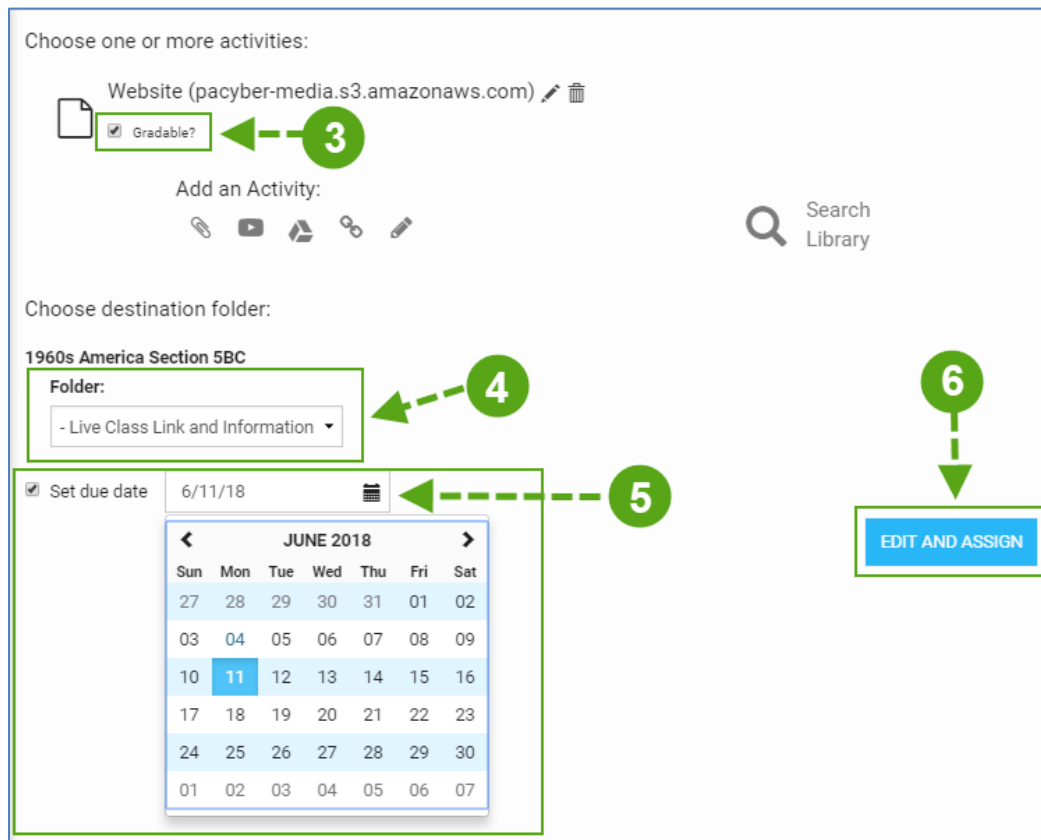 Choose one or more activities:
Website (pacyber-media.s3.amazonaws.com)
Gradable?
3
Add an Activity:
Search
Library
Choose destination folder:
1960s America Section 5BC
Folder:
- Live Class Link and Information
4
6
Set due date 6/11/18
5
EDIT AND ASSIGN
JUNE 2018
Sun Mon Tue Wed Thu Fri Sat
27 28 29 30 31 01 02
03 04 05 06 07 08 09
10 11 12 13 14 15 16
17 18 19 20 21 22 23
24 25 26 27 28 29 30
01 02 03 04 05 06 07